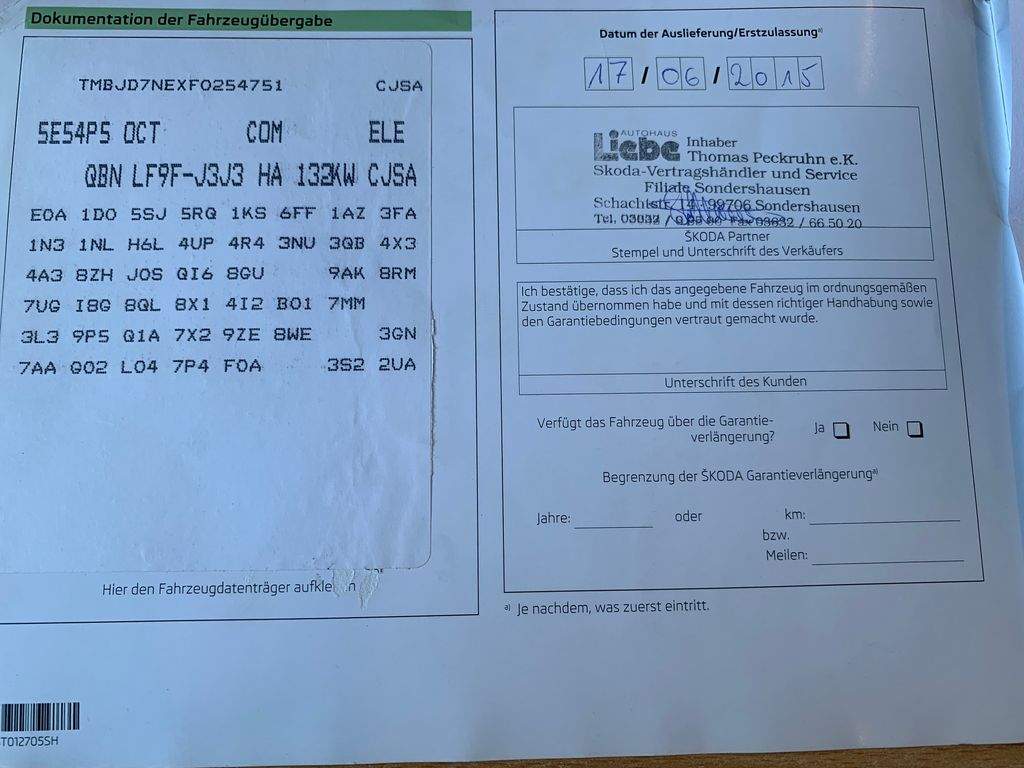 Dokumentation der Fahrzeugübergabe
TMBJD7NEXF0254751 CJSA
5E54P5 OCT COM ELE
QBN LF9F-J3J3 HA 132KW CJSA
E0A 1D0 5SJ 5RQ 1KS 6FF 1AZ 3FA
1N3 1NL H6L 4UP 4R4 3NU 3QB 4X3
4A3 8ZH J0S QI6 8GU 9AK 8RM
7UG I8G 8QL 8X1 4I2 B01 7MM
3L3 9P5 Q1A 7X2 9ZE 8WE 3GN
7AA Q02 L04 7P4 F0A 3S2 2UA
Hier den Fahrzeugdatenträger
T012705SH
Datum der Auslieferung/Erstzulassung a)
17 / 06 / 2015
AUTOHAUS
Liebe Inhaber
Thomas Peckruhn e.K.
Skoda-Vertragshändler und Service
Filiale Sondershausen
Schachtstr. 14 99706 Sondershausen
Tel. Fax 03632 / 66 50 20
ŠKODA Partner
Stempel und Unterschrift des Verkäufers
Ich bestätige, dass ich das angegebene Fahrzeug im ordnungsgemäßen
Zustand übernommen habe und mit dessen richtiger Handhabung sowie
den Garantiebedingungen vertraut gemacht wurde.
Unterschrift des Kunden
Verfügt das Fahrzeug über die Garantie-
verlängerung? Ja Nein
Begrenzung der ŠKODA Garantieverlängerung a)
Jahre: oder km:
bzw.
Meilen:
a) Je nachdem, was zuerst eintritt.